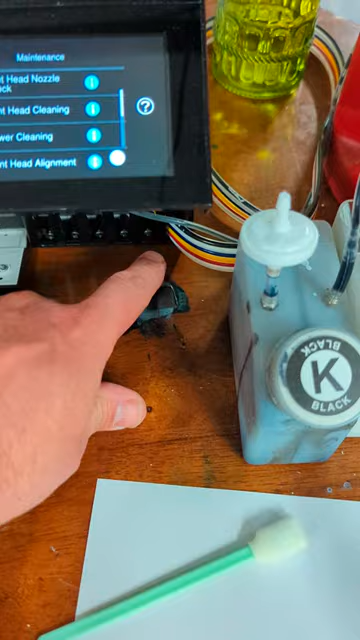 Maintenance
t Head Nozzle
ck
nt Head Cleaning
wer Cleaning
nt Head Alignment
?
BLACK
K
BLACK